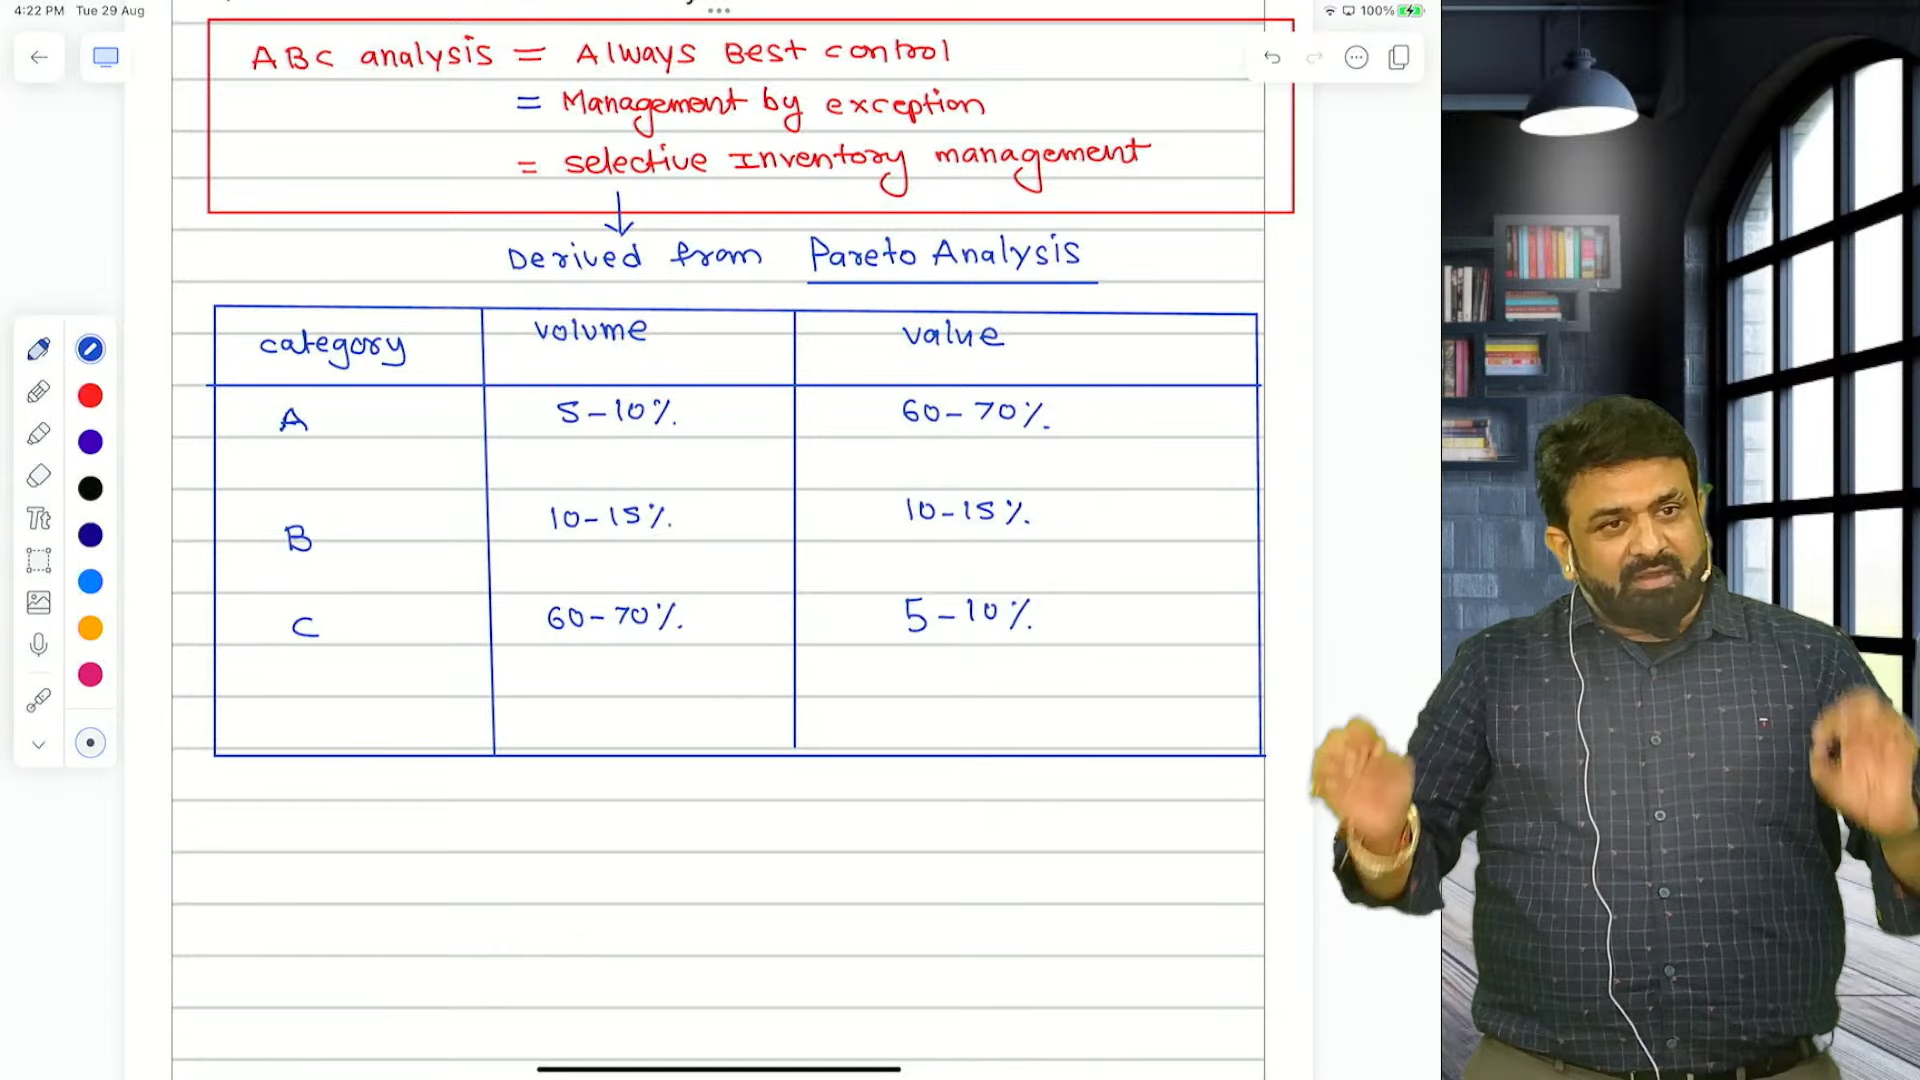 4:22 PM Tue 29 Aug
100%
ABC analysis = Always Best control
= Management by exception
= selective Inventory management
Derived from Pareto Analysis
category volume value
A 5-10% 60-70%
B 10-15% 10-15%
C 60-70% 5-10%
Tt